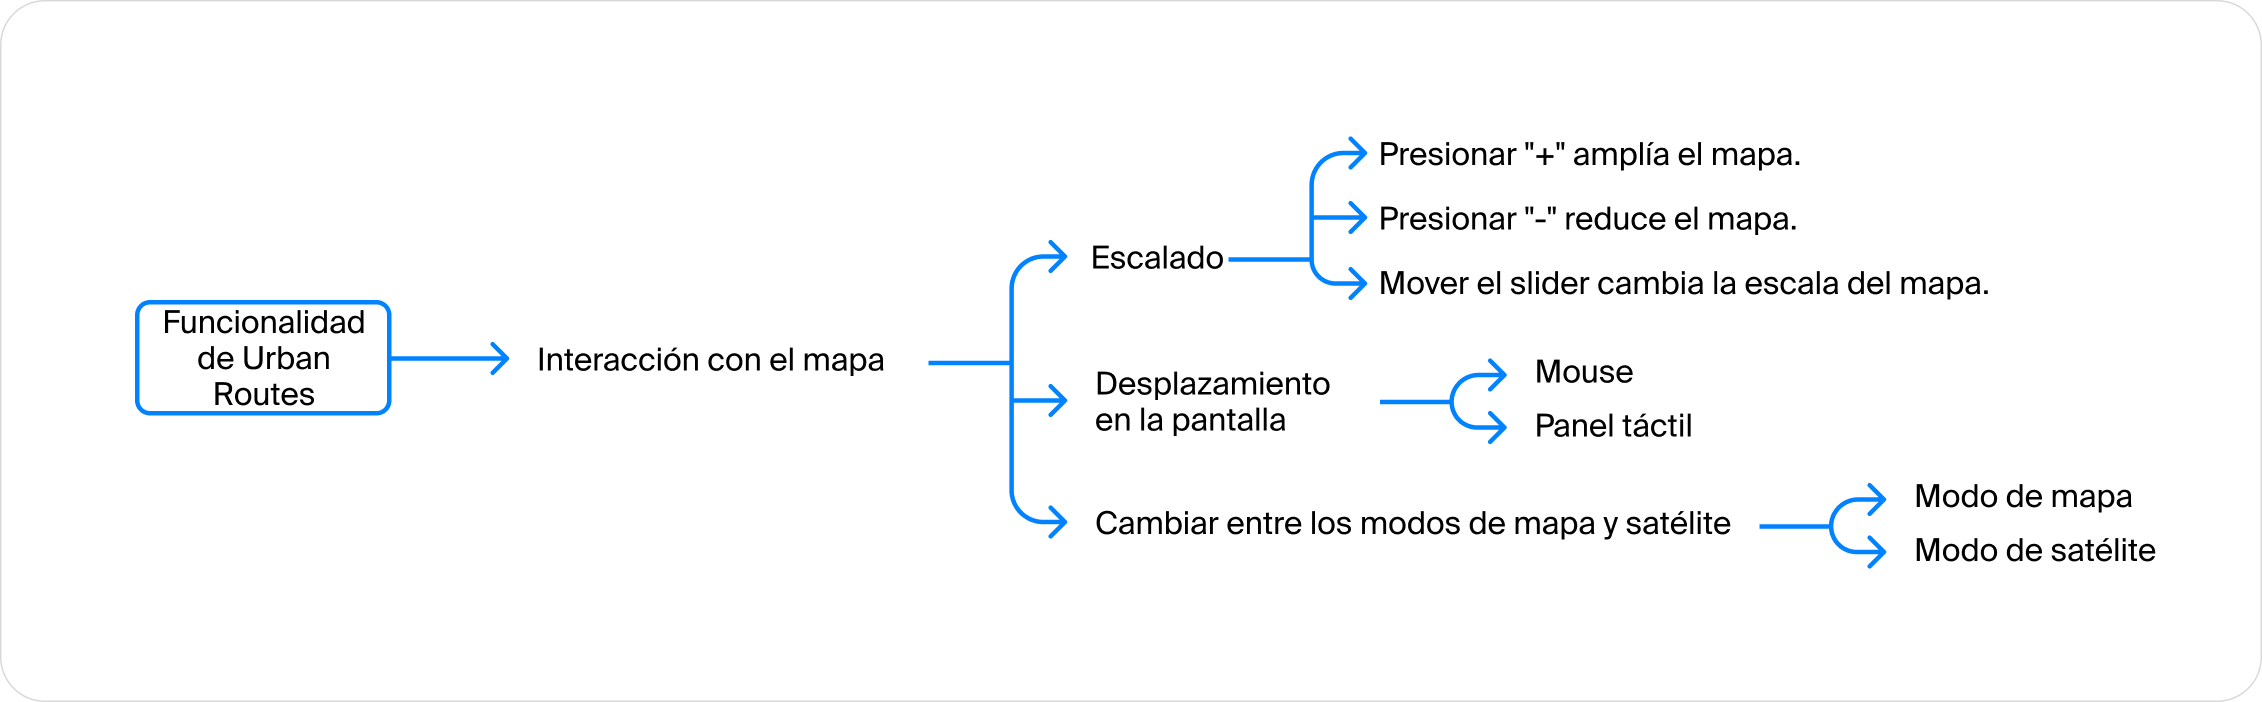 Funcionalidad
de Urban
Routes
Interacción con el mapa
Escalado
Presionar "+" amplía el mapa.
Presionar "-" reduce el mapa.
Mover el slider cambia la escala del mapa.
Desplazamiento
en la pantalla
Mouse
Panel táctil
Cambiar entre los modos de mapa y satélite
Modo de mapa
Modo de satélite